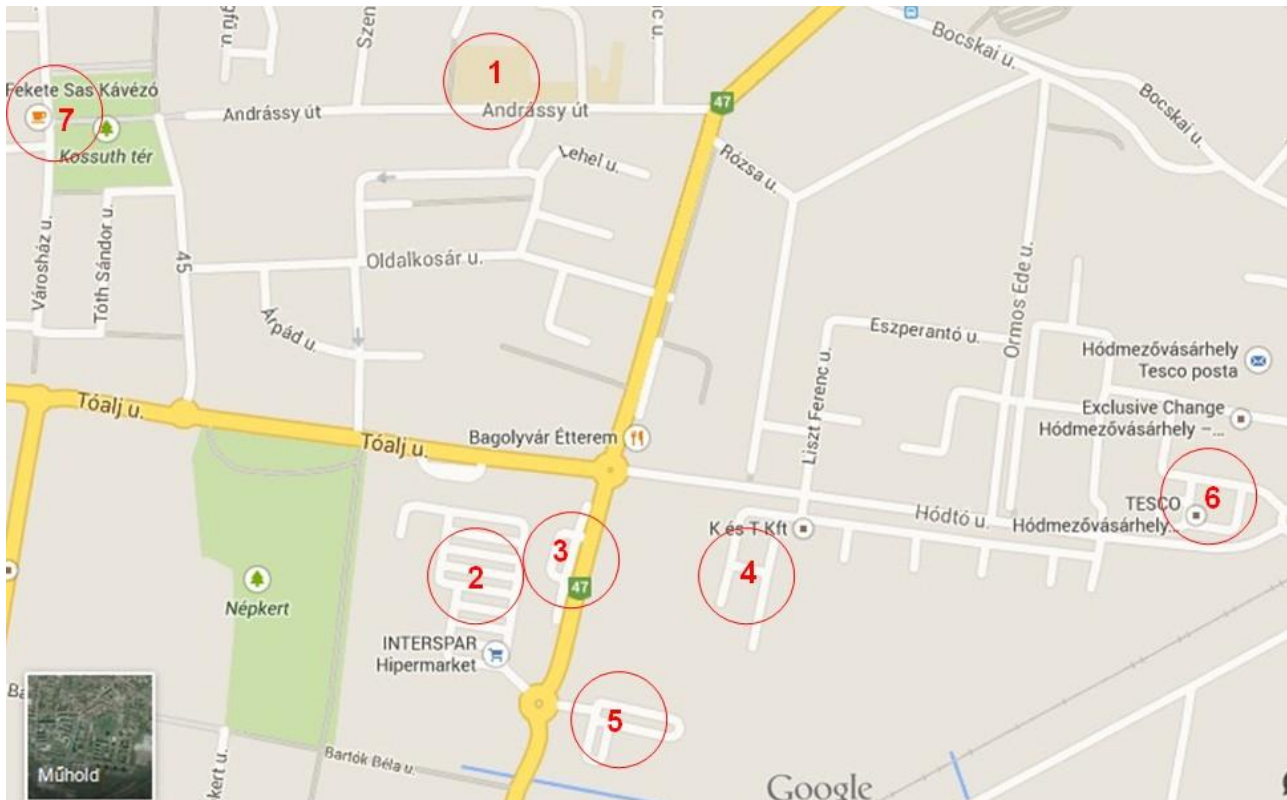 Bocskai u.
Bocskai u.
1
47
Fekete Sas Kávézó
7
Kossuth tér
Andrássy út
Andrássy út
Lehel u.
Rózsa u.
Városház u.
Tóth Sándor u.
45
Oldalkosár u.
Árpád u.
Ormos Ede u.
Eszperantó u.
Liszt Ferenc u.
Hódmezővásárhely
Tesco posta
Exclusive Change
Hódmezővásárhely –...
Tóalj u.
Tóalj u.
Bagolyvár Étterem
6
TESCO
Hódmezővásárhely...
Hódtó u.
K és T Kft
3
2
4
47
Népkert
INTERSPAR
Hipermarket
5
Bartók Béla u.
Műhold
Google